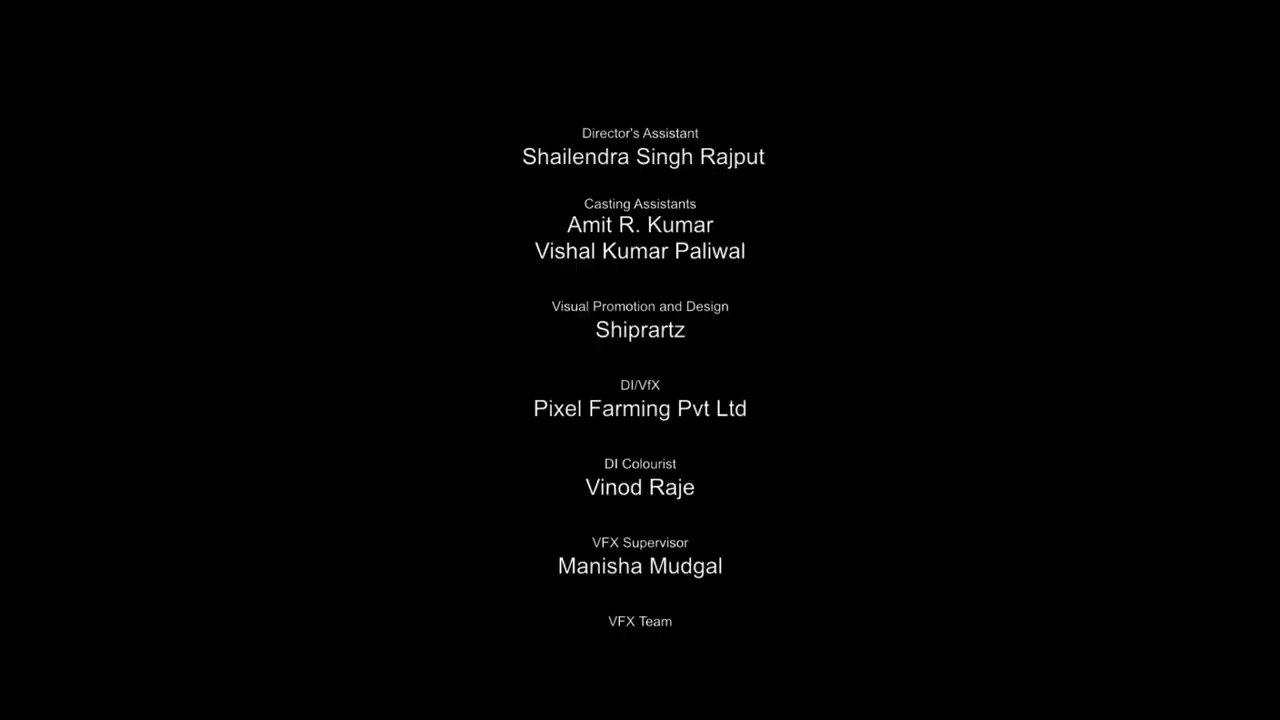 Director's Assistant
Shailendra Singh Rajput
Casting Assistants
Amit R. Kumar
Vishal Kumar Paliwal
Visual Promotion and Design
Shiprartz
DI/VfX
Pixel Farming Pvt Ltd
DI Colourist
Vinod Raje
VFX Supervisor
Manisha Mudgal
VFX Team